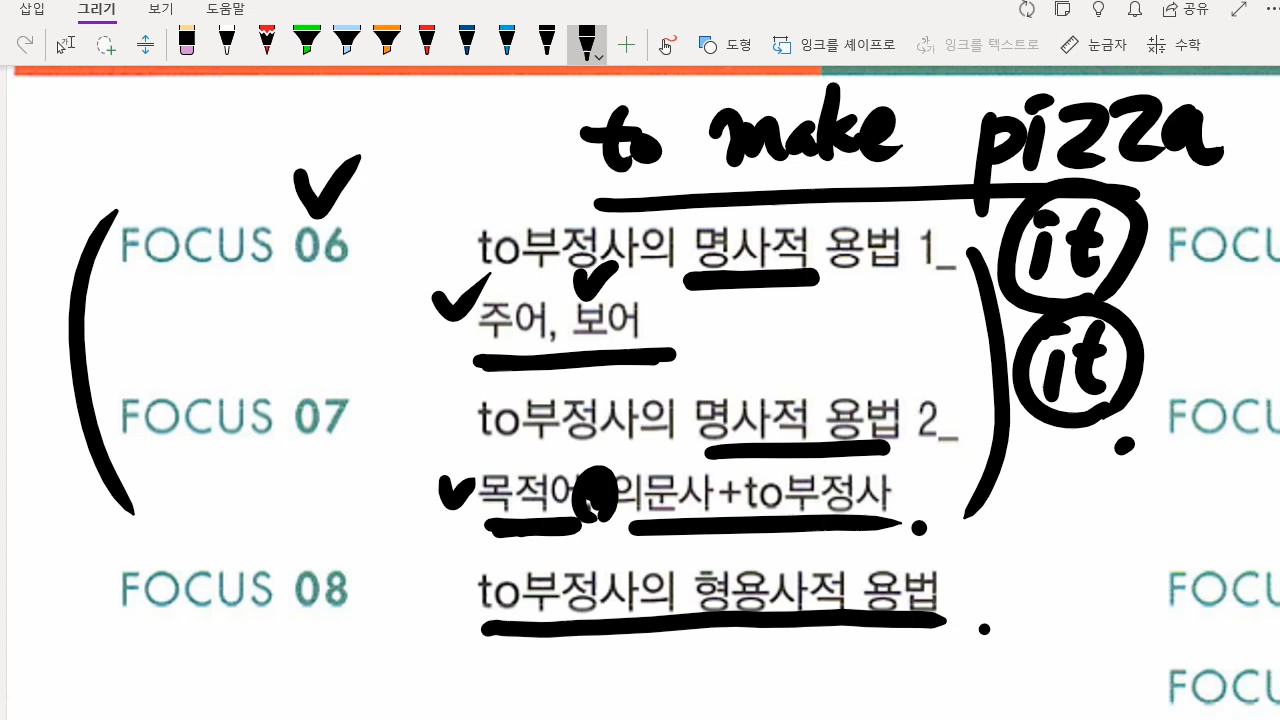 삽입 그리기 보기 도움말
공유
도형 잉크를 셰이프로 잉크를 텍스트로 눈금자 수학
to make pizza
FOCUS 06 to부정사의 명사적 용법 1_
주어, 보어
it
it
FOCUS 07 to부정사의 명사적 용법 2_
목적어, 의문사+to부정사
FOCUS 08 to부정사의 형용사적 용법
FOCU
FOCU
FOCU
FOCU